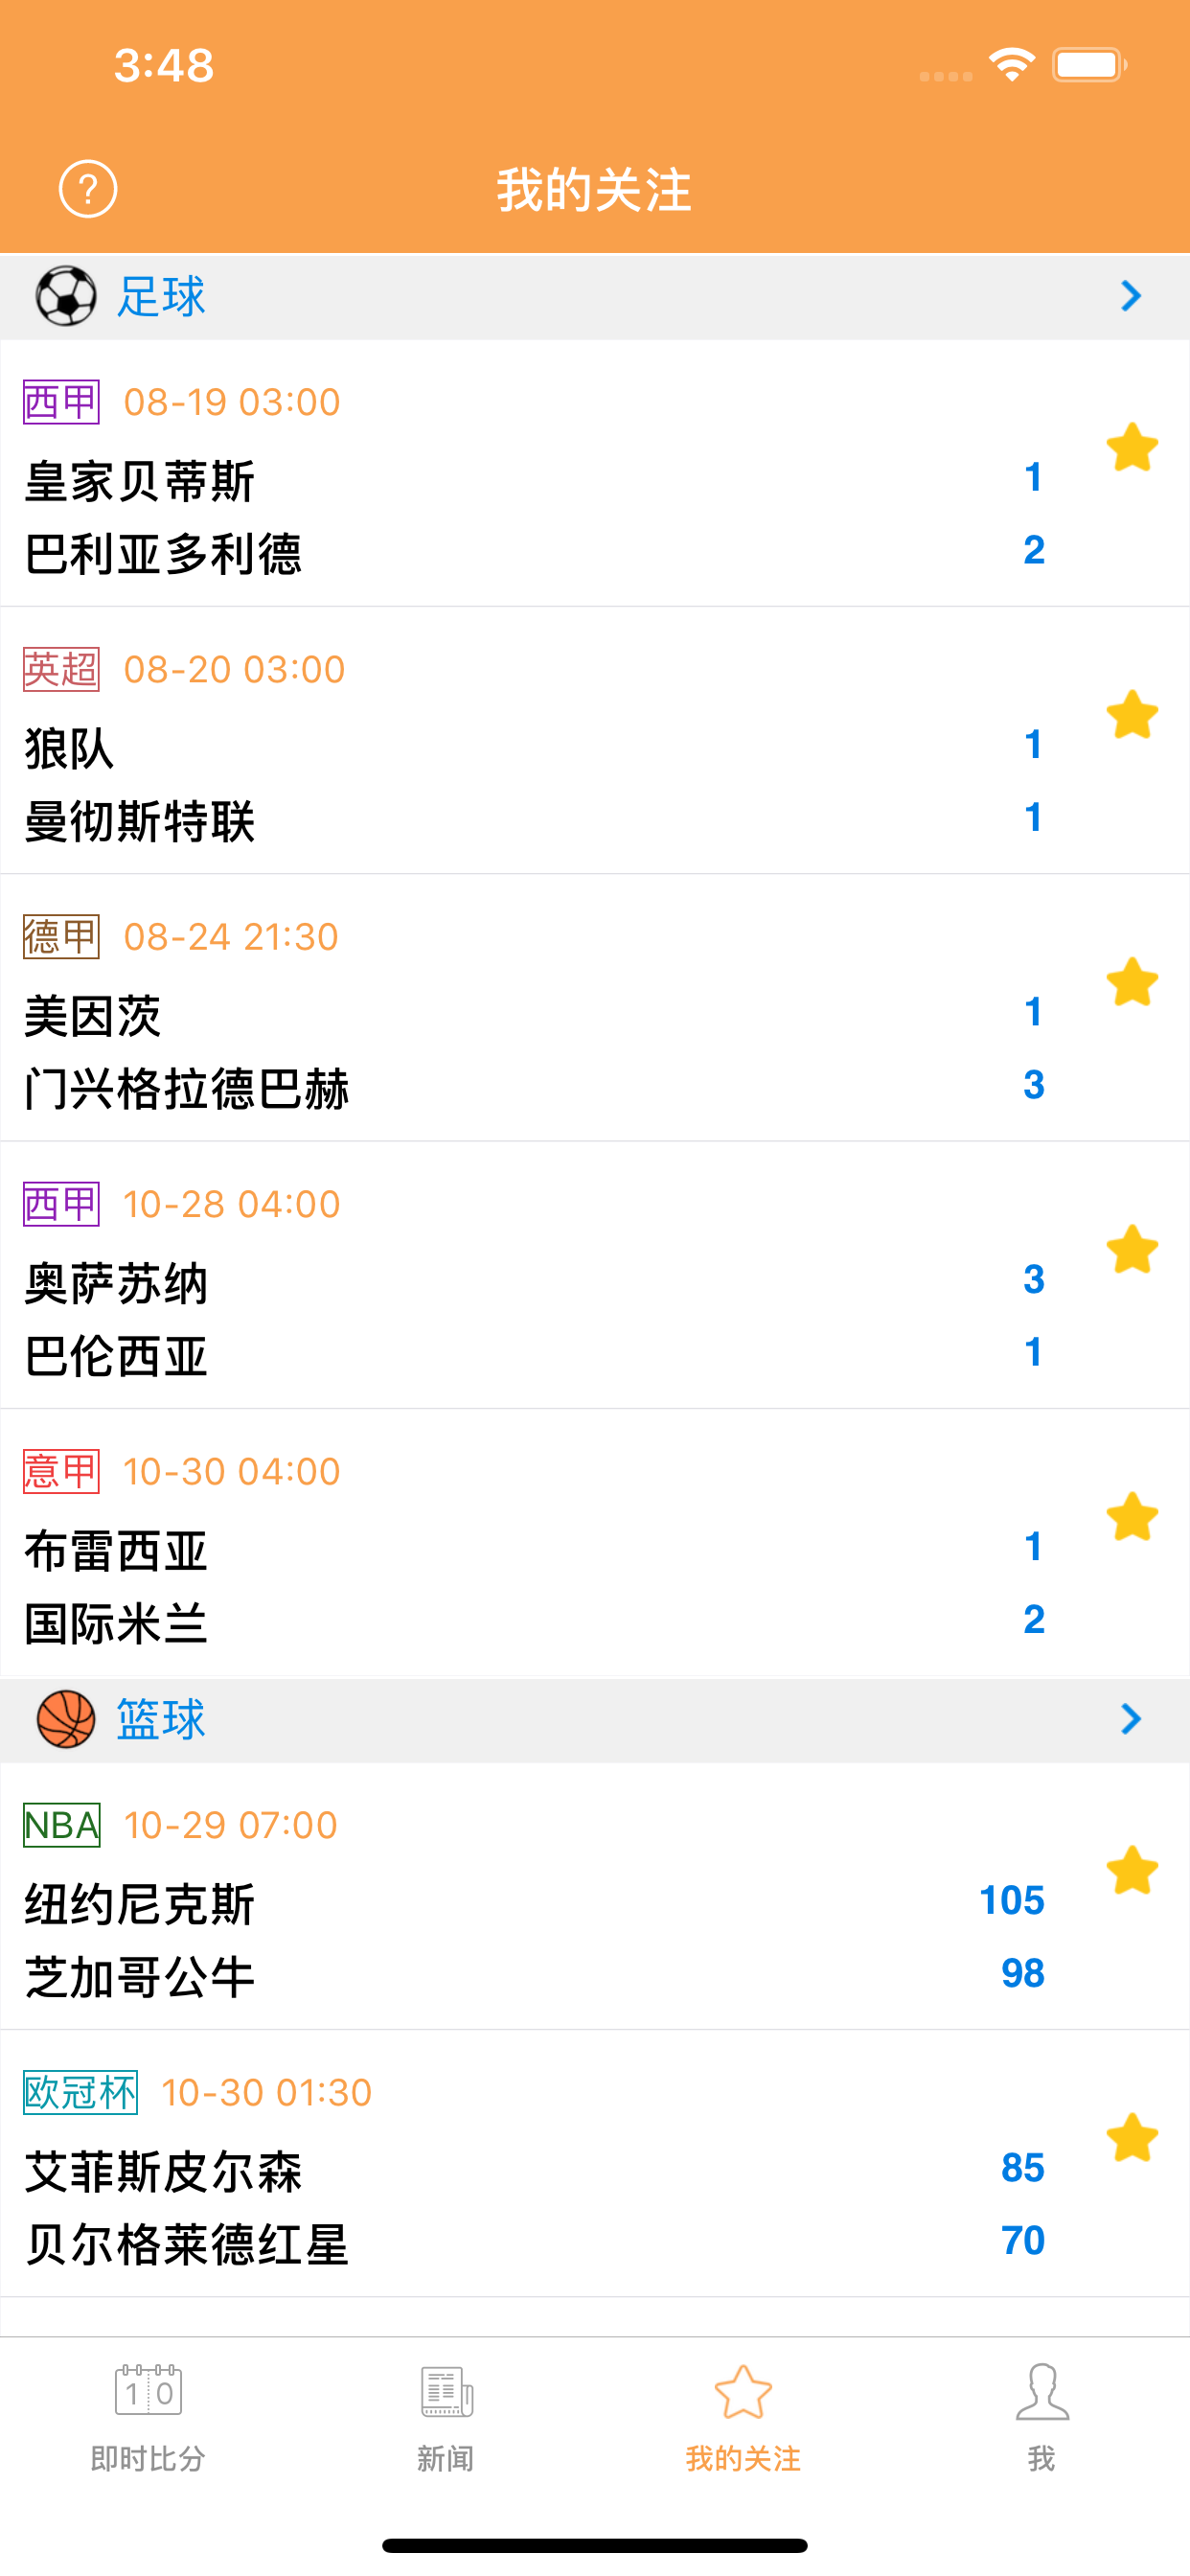 3:48
?
我的关注
足球
西甲 08-19 03:00
皇家贝蒂斯 1
巴利亚多利德 2
英超 08-20 03:00
狼队 1
曼彻斯特联 1
德甲 08-24 21:30
美因茨 1
门兴格拉德巴赫 3
西甲 10-28 04:00
奥萨苏纳 3
巴伦西亚 1
意甲 10-30 04:00
布雷西亚 1
国际米兰 2
篮球
NBA 10-29 07:00
纽约尼克斯 105
芝加哥公牛 98
欧冠杯 10-30 01:30
艾菲斯皮尔森 85
贝尔格莱德红星 70
1 0
即时比分 新闻 我的关注 我